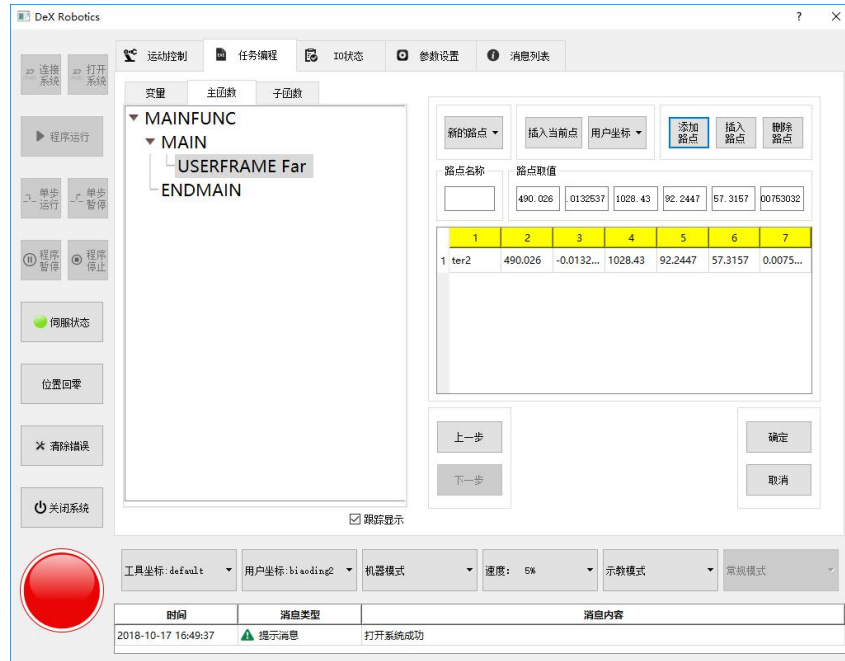 DeX Robotics
? ×
连接系统 打开系统
运动控制 任务编程 IO状态 参数设置 消息列表
变量 主函数 子函数
程序运行
单步运行 单步暂停
程序暂停 程序停止
伺服状态
位置回零
清除错误
关闭系统
MAINFUNC
MAIN
USERFRAME Far
ENDMAIN
跟踪显示
新的路点 插入当前点 用户坐标 添加路点 插入路点 删除路点
路点名称 路点取值
490.026 .0132537 1028.43 92.2447 57.3157 00753032
1 2 3 4 5 6 7
1 ter2 490.026 -0.0132... 1028.43 92.2447 57.3157 0.0075...
上一步 确定
下一步 取消
工具坐标:default 用户坐标:biaoding2 机器模式 速度: 5% 示教模式 常规模式
时间 消息类型 消息内容
2018-10-17 16:49:37 提示消息 打开系统成功